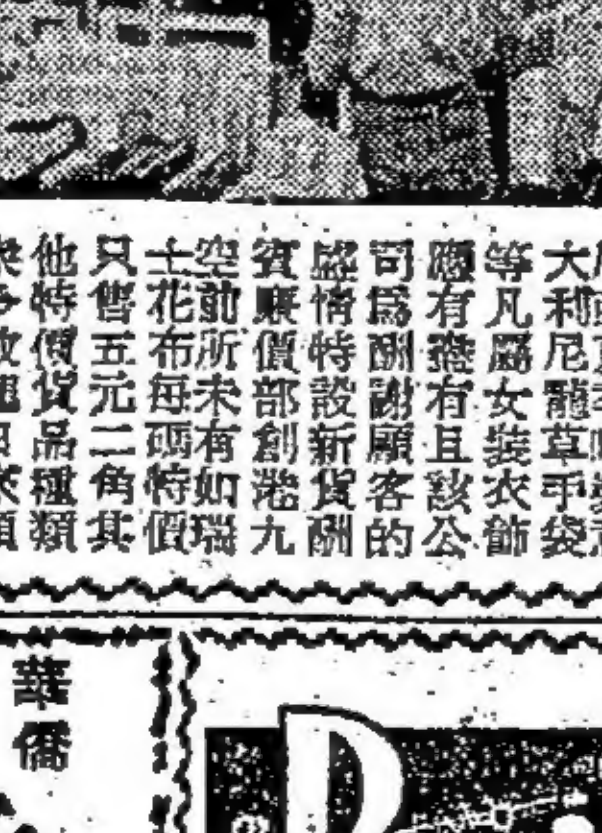 大利尼龍草手袋
等凡屬女裝衣飾
應有盡有且該公
司爲酬謝顧客的
盛情特設新貨酬
賓廉價部創港九
空前所未有如瑞
士花布每碼特價
只售五元二角其
他特價貨品種類
華僑